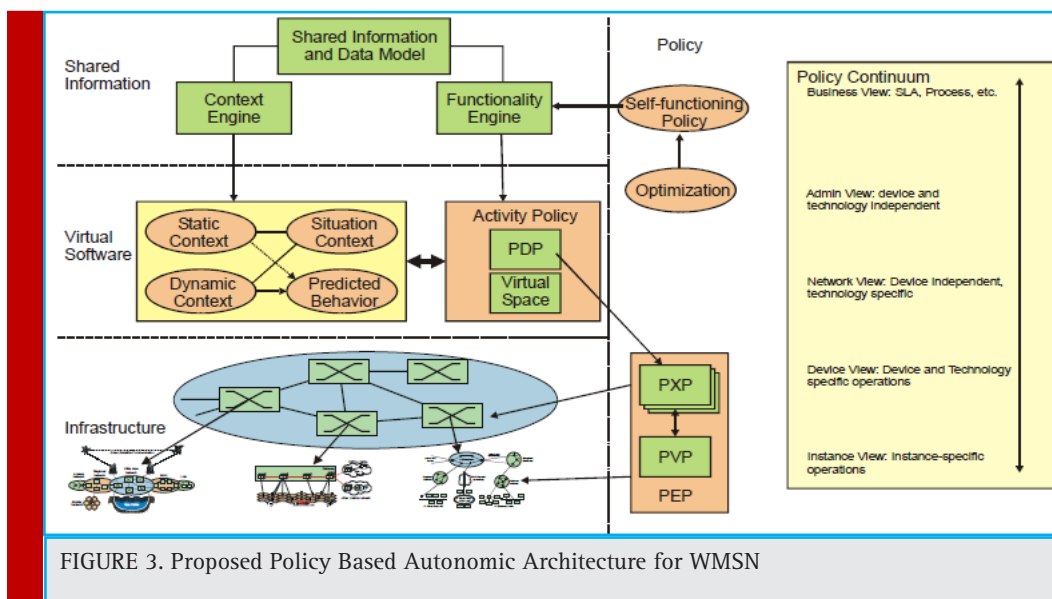 Shared Information
and Data Model
Shared
Information
Context
Engine
Functionality
Engine
Policy
Self-functioning
Policy
Optimization
Policy Continuum
Business View: SLA, Process, etc.
Admin View: device and
technology Independent
Network View: Device Independent,
technology specific
Device View: Device and Technology
specific operations
Instance View: Instance-specific
operations
Virtual
Software
Static
Context
Situation
Context
Dynamic
Context
Predicted
Behavior
Activity Policy
PDP
Virtual
Space
Infrastructure
PXP
PVP
PEP
FIGURE 3. Proposed Policy Based Autonomic Architecture for WMSN